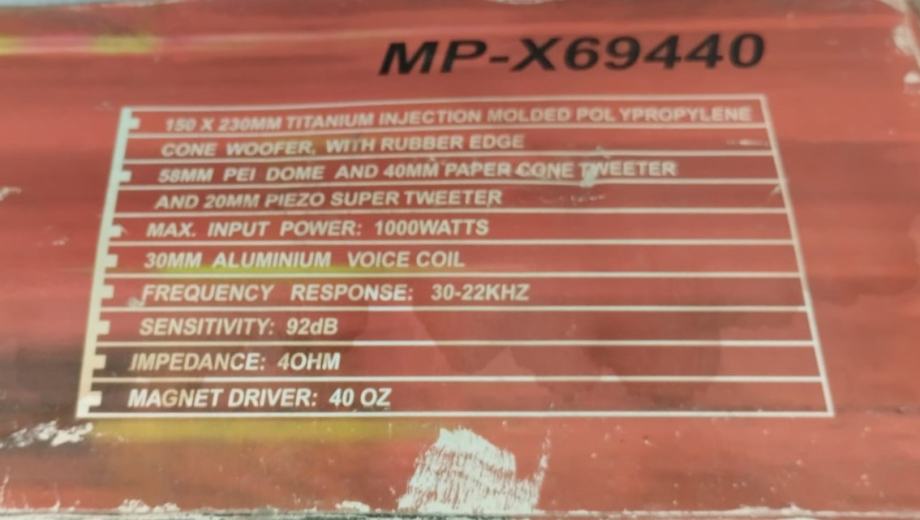 MP-X69440
150 X 230MM TITANIUM INJECTION MOLDED POLYPROPYLENE
CONE WOOFER, WITH RUBBER EDGE
58MM PEI DOME AND 40MM PAPER CONE TWEETER
AND 20MM PIEZO SUPER TWEETER
MAX. INPUT POWER: 1000WATTS
30MM ALUMINIUM VOICE COIL
FREQUENCY RESPONSE: 30-22KHZ
SENSITIVITY: 92dB
IMPEDANCE: 4OHM
MAGNET DRIVER: 40 OZ